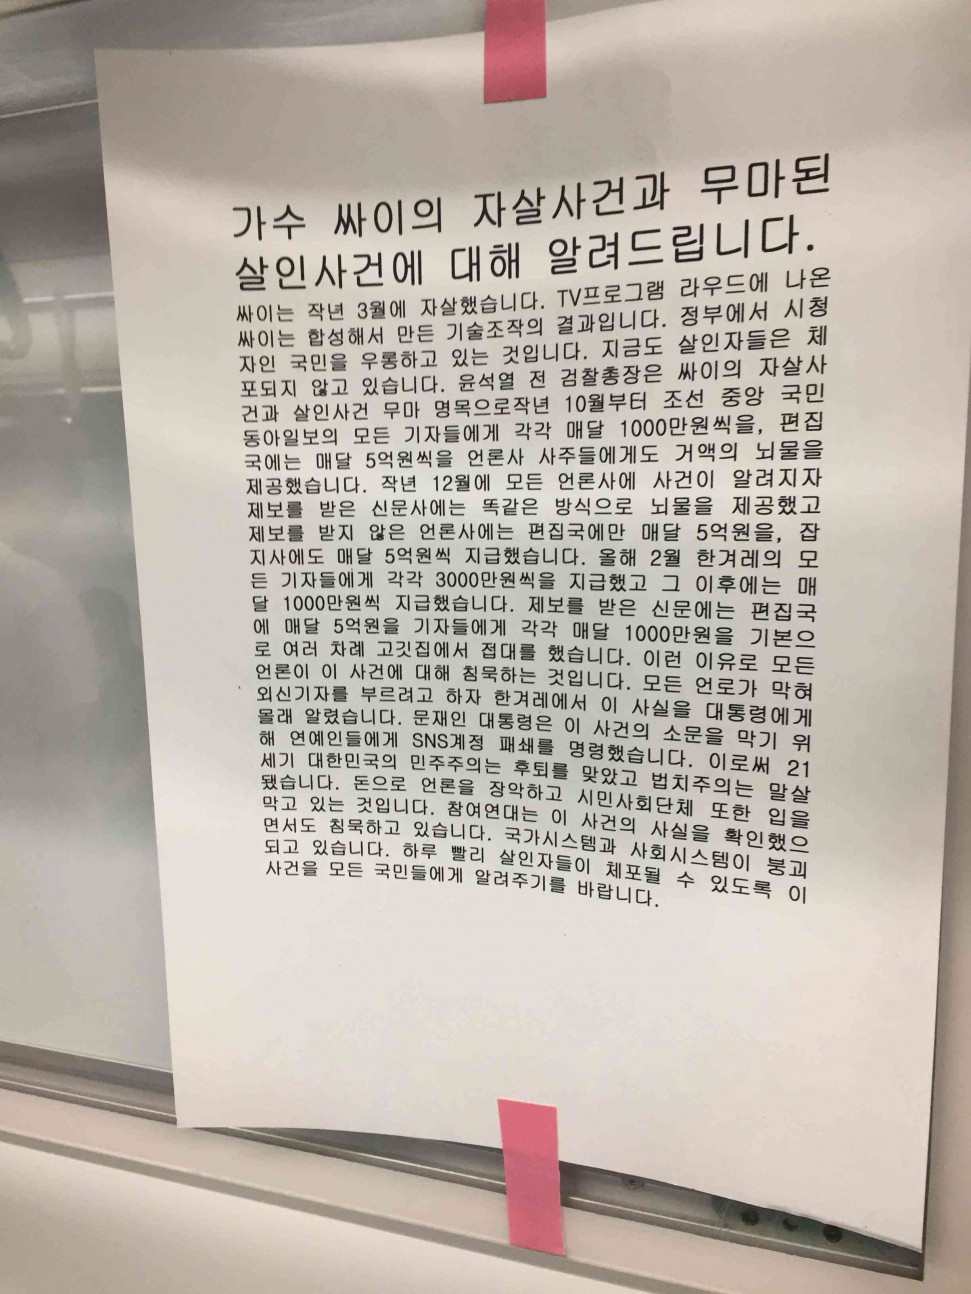 가수 싸이의 자살사건과 무마된
살인사건에 대해 알려드립니다.
싸이는 작년 3월에 자살했습니다. TV프로그램 라우드에 나온
싸이는 합성해서 만든 기술조작의 결과입니다. 정부에서 시청
자인 국민을 우롱하고 있는 것입니다. 지금도 살인자들은 체
포되지 않고 있습니다. 윤석열 전 검찰총장은 싸이의 자살사
건과 살인사건 무마 명목으로작년 10월부터 조선 중앙 국민
동아일보의 모든 기자들에게 각각 매달 1000만원씩을, 편집
국에는 매달 5억원씩을 언론사 사주들에게도 거액의 뇌물을
제공했습니다. 작년 12월에 모든 언론사에 사건이 알려지자
제보를 받은 신문사에는 똑같은 방식으로 뇌물을 제공했고
제보를 받지 않은 언론사에는 편집국에만 매달 5억원을, 잡
지사에도 매달 5억원씩 지급했습니다. 올해 2월 한겨레의 모
든 기자들에게 각각 3000만원씩을 지급했고 그 이후에는 매
달 1000만원씩 지급했습니다. 제보를 받은 신문에는 편집국
에 매달 5억원을 기자들에게 각각 매달 1000만원을 기본으
로 여러 차례 고깃집에서 접대를 했습니다. 이런 이유로 모든
언론이 이 사건에 대해 침묵하는 것입니다. 모든 언로가 막혀
외신기자를 부르려고 하자 한겨레에서 이 사실을 대통령에게
몰래 알렸습니다. 문재인 대통령은 이 사건의 소문을 막기 위
해 연예인들에게 SNS계정 패쇄를 명령했습니다. 이로써 21
세기 대한민국의 민주주의는 후퇴를 맞았고 법치주의는 말살
됐습니다. 돈으로 언론을 장악하고 시민사회단체 또한 입을
막고 있는 것입니다. 참여연대는 이 사건의 사실을 확인했으
면서도 침묵하고 있습니다. 국가시스템과 사회시스템이 붕괴
되고 있습니다. 하루 빨리 살인자들이 체포될 수 있도록 이
사건을 모든 국민들에게 알려주기를 바랍니다.